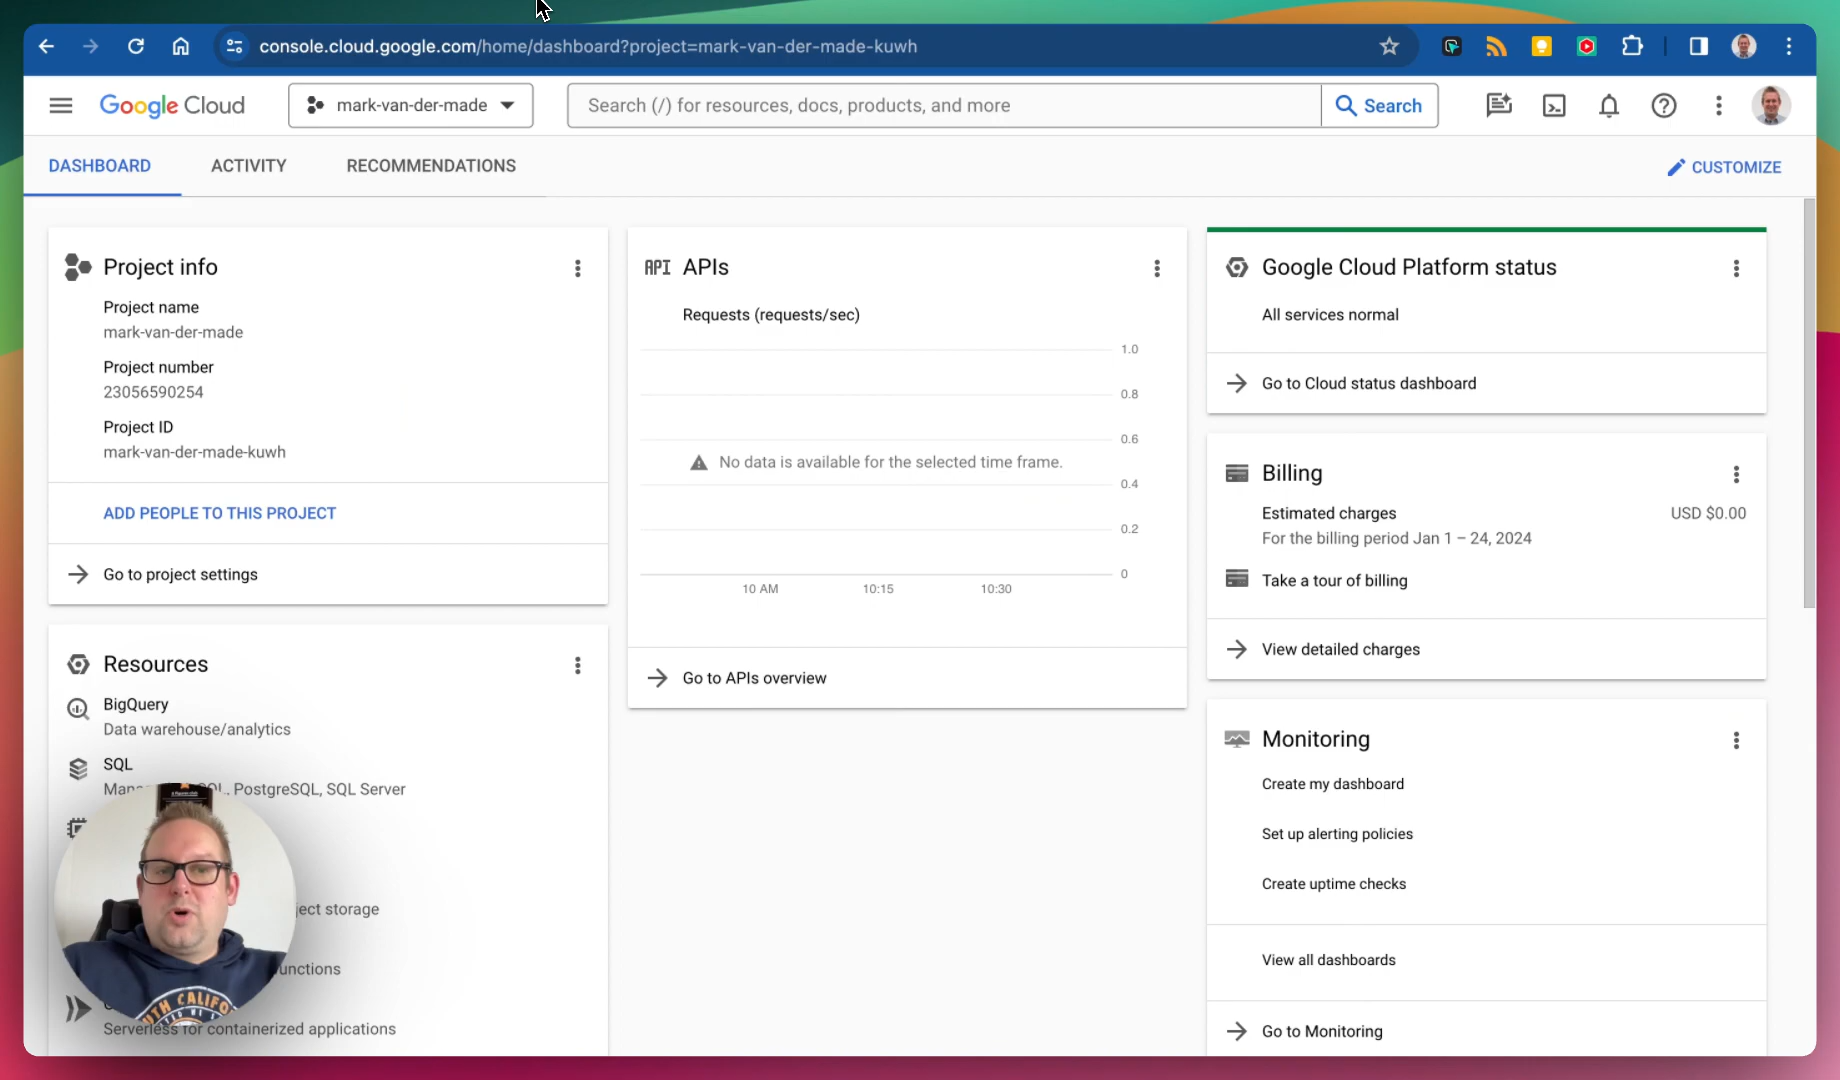 console.cloud.google.com/home/dashboard?project=mark-van-der-made-kuwh
Google Cloud
mark-van-der-made
Search (/) for resources, docs, products, and more
Search
DASHBOARD
ACTIVITY
RECOMMENDATIONS
CUSTOMIZE
Project info
Project name
mark-van-der-made
Project number
23056590254
Project ID
mark-van-der-made-kuwh
ADD PEOPLE TO THIS PROJECT
Go to project settings
Resources
BigQuery
Data warehouse/analytics
SQL
PostgreSQL, SQL Server
storage
Serverless for containerized applications
API APIs
Requests (requests/sec)
1.0
0.8
0.6
No data is available for the selected time frame.
0.4
0.2
0
10 AM
10:15
10:30
Go to APIs overview
Google Cloud Platform status
All services normal
Go to Cloud status dashboard
Billing
Estimated charges
USD $0.00
For the billing period Jan 1 – 24, 2024
Take a tour of billing
View detailed charges
Monitoring
Create my dashboard
Set up alerting policies
Create uptime checks
View all dashboards
Go to Monitoring